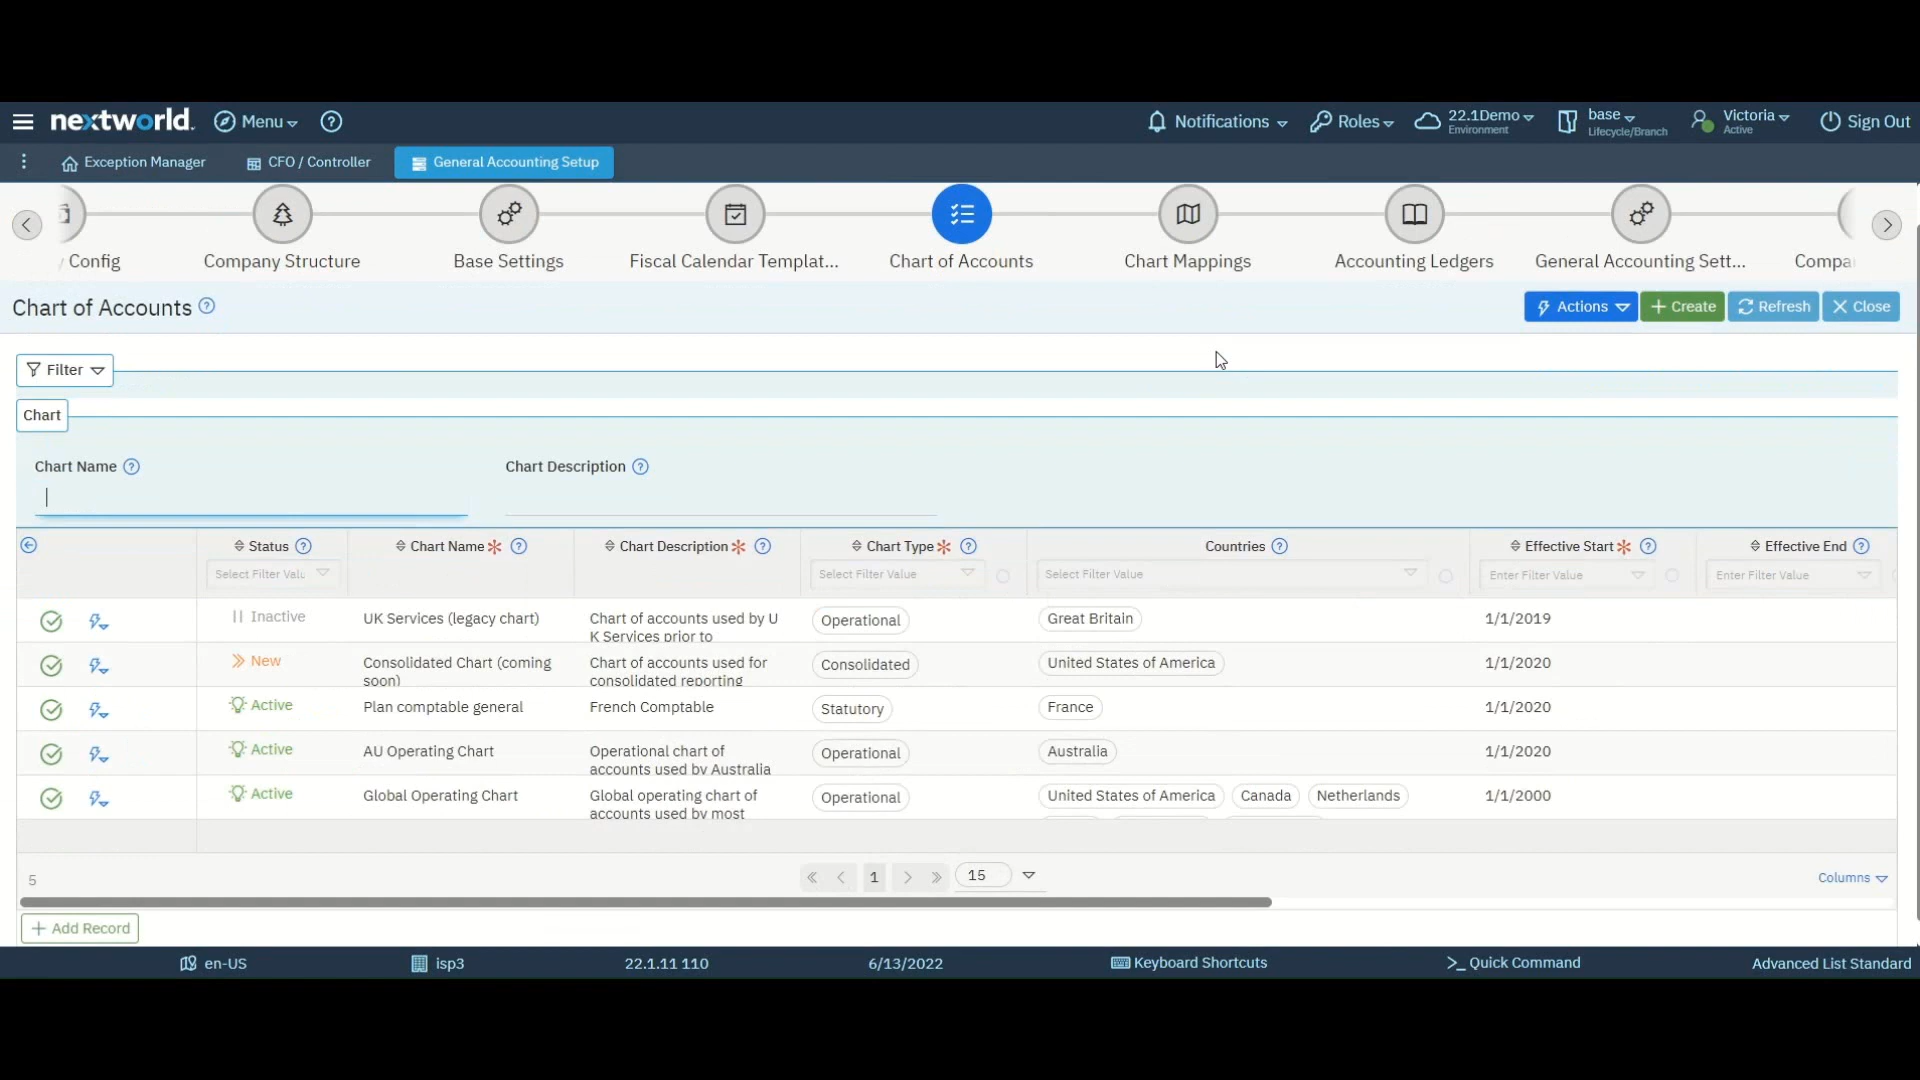 nextworld. Menu Notifications Roles 22.1Demo base Victoria Sign Out
Environment Lifecycle/Branch Active
Exception Manager CFO / Controller General Accounting Setup
Config Company Structure Base Settings Fiscal Calendar Templat... Chart of Accounts Chart Mappings Accounting Ledgers General Accounting Sett... Compa
Chart of Accounts Actions + Create Refresh Close
Filter
Chart
Chart Name Chart Description
Status Chart Name* Chart Description* Chart Type* Countries Effective Start* Effective End
Select Filter Valu Select Filter Value Select Filter Value Enter Filter Value Enter Filter Value
Inactive UK Services (legacy chart) Chart of accounts used by U Operational Great Britain 1/1/2019
K Services prior to
New Consolidated Chart (coming Chart of accounts used for Consolidated United States of America 1/1/2020
soon) consolidated reporting
Active Plan comptable general French Comptable Statutory France 1/1/2020
Active AU Operating Chart Operational chart of Operational Australia 1/1/2020
accounts used by Australia
Active Global Operating Chart Global operating chart of Operational United States of America Canada Netherlands 1/1/2000
accounts used by most
5 « < 1 > » 15 Columns
+ Add Record
en-US isp3 22.1.11 110 6/13/2022 Keyboard Shortcuts >_ Quick Command Advanced List Standard